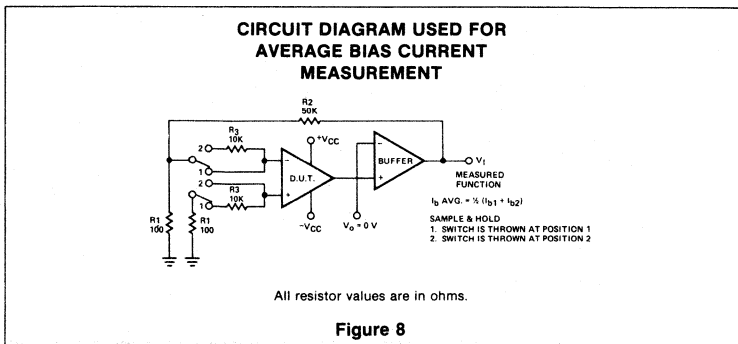 CIRCUIT DIAGRAM USED FOR
AVERAGE BIAS CURRENT
MEASUREMENT
R2
50K
R3
10K
2
1
+VCC
D.U.T.
BUFFER
Vt
MEASURED
FUNCTION
Ib AVG. = ½ (Ib1 + Ib2)
SAMPLE & HOLD
1. SWITCH IS THROWN AT POSITION 1
2. SWITCH IS THROWN AT POSITION 2
2
1
R3
10K
R1
100
R1
100
−VCC
Vo = 0 V
All resistor values are in ohms.
Figure 8